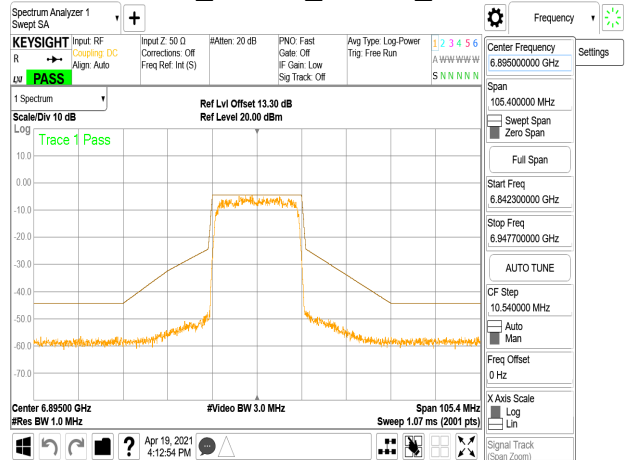 Spectrum Analyzer 1
Swept SA
Frequency
KEYSIGHT
R
PASS
Input: RF
Coupling: DC
Align: Auto
Input Z: 50 Ω
Corrections: Off
Freq Ref: Int (S)
#Atten: 20 dB
PNO: Fast
Gate: Off
IF Gain: Low
Sig Track: Off
Avg Type: Log-Power
Trig: Free Run
1 2 3 4 5 6
A W W W W W
S N N N N N
Center Frequency
6.895000000 GHz
Settings
Span
105.400000 MHz
Swept Span
Zero Span
Full Span
Start Freq
6.842300000 GHz
Stop Freq
6.947700000 GHz
AUTO TUNE
CF Step
10.540000 MHz
Auto
Man
Freq Offset
0 Hz
X Axis Scale
Log
Lin
Signal Track
(Span Zoom)
1 Spectrum
Scale/Div 10 dB
Ref Lvl Offset 13.30 dB
Ref Level 20.00 dBm
Log
Trace 1 Pass
10.0
0.00
-10.0
-20.0
-30.0
-40.0
-50.0
-60.0
-70.0
Center 6.89500 GHz
#Res BW 1.0 MHz
#Video BW 3.0 MHz
Span 105.4 MHz
Sweep 1.07 ms (2001 pts)
Apr 19, 2021
4:12:54 PM